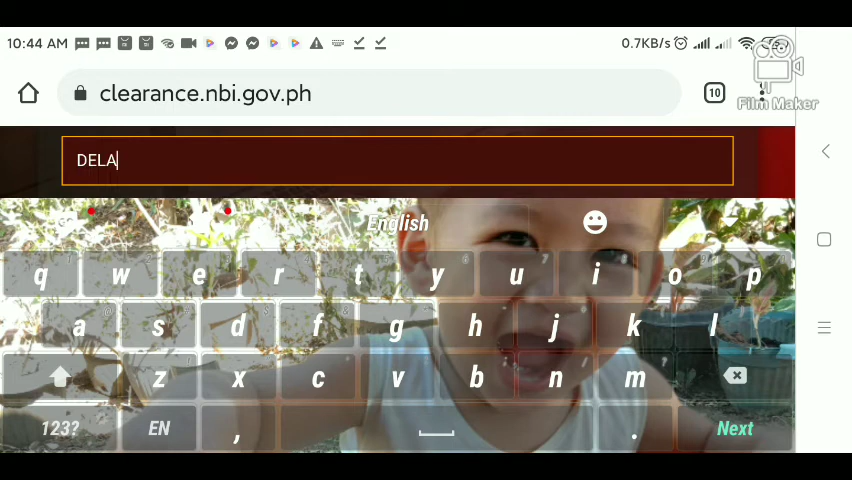 10:44 AM
0.7KB/s
clearance.nbi.gov.ph
10
Film Maker
DELA
English
q w e r t y u i o p
a s d f g h j k l
z x c v b n m
123? EN , . Next